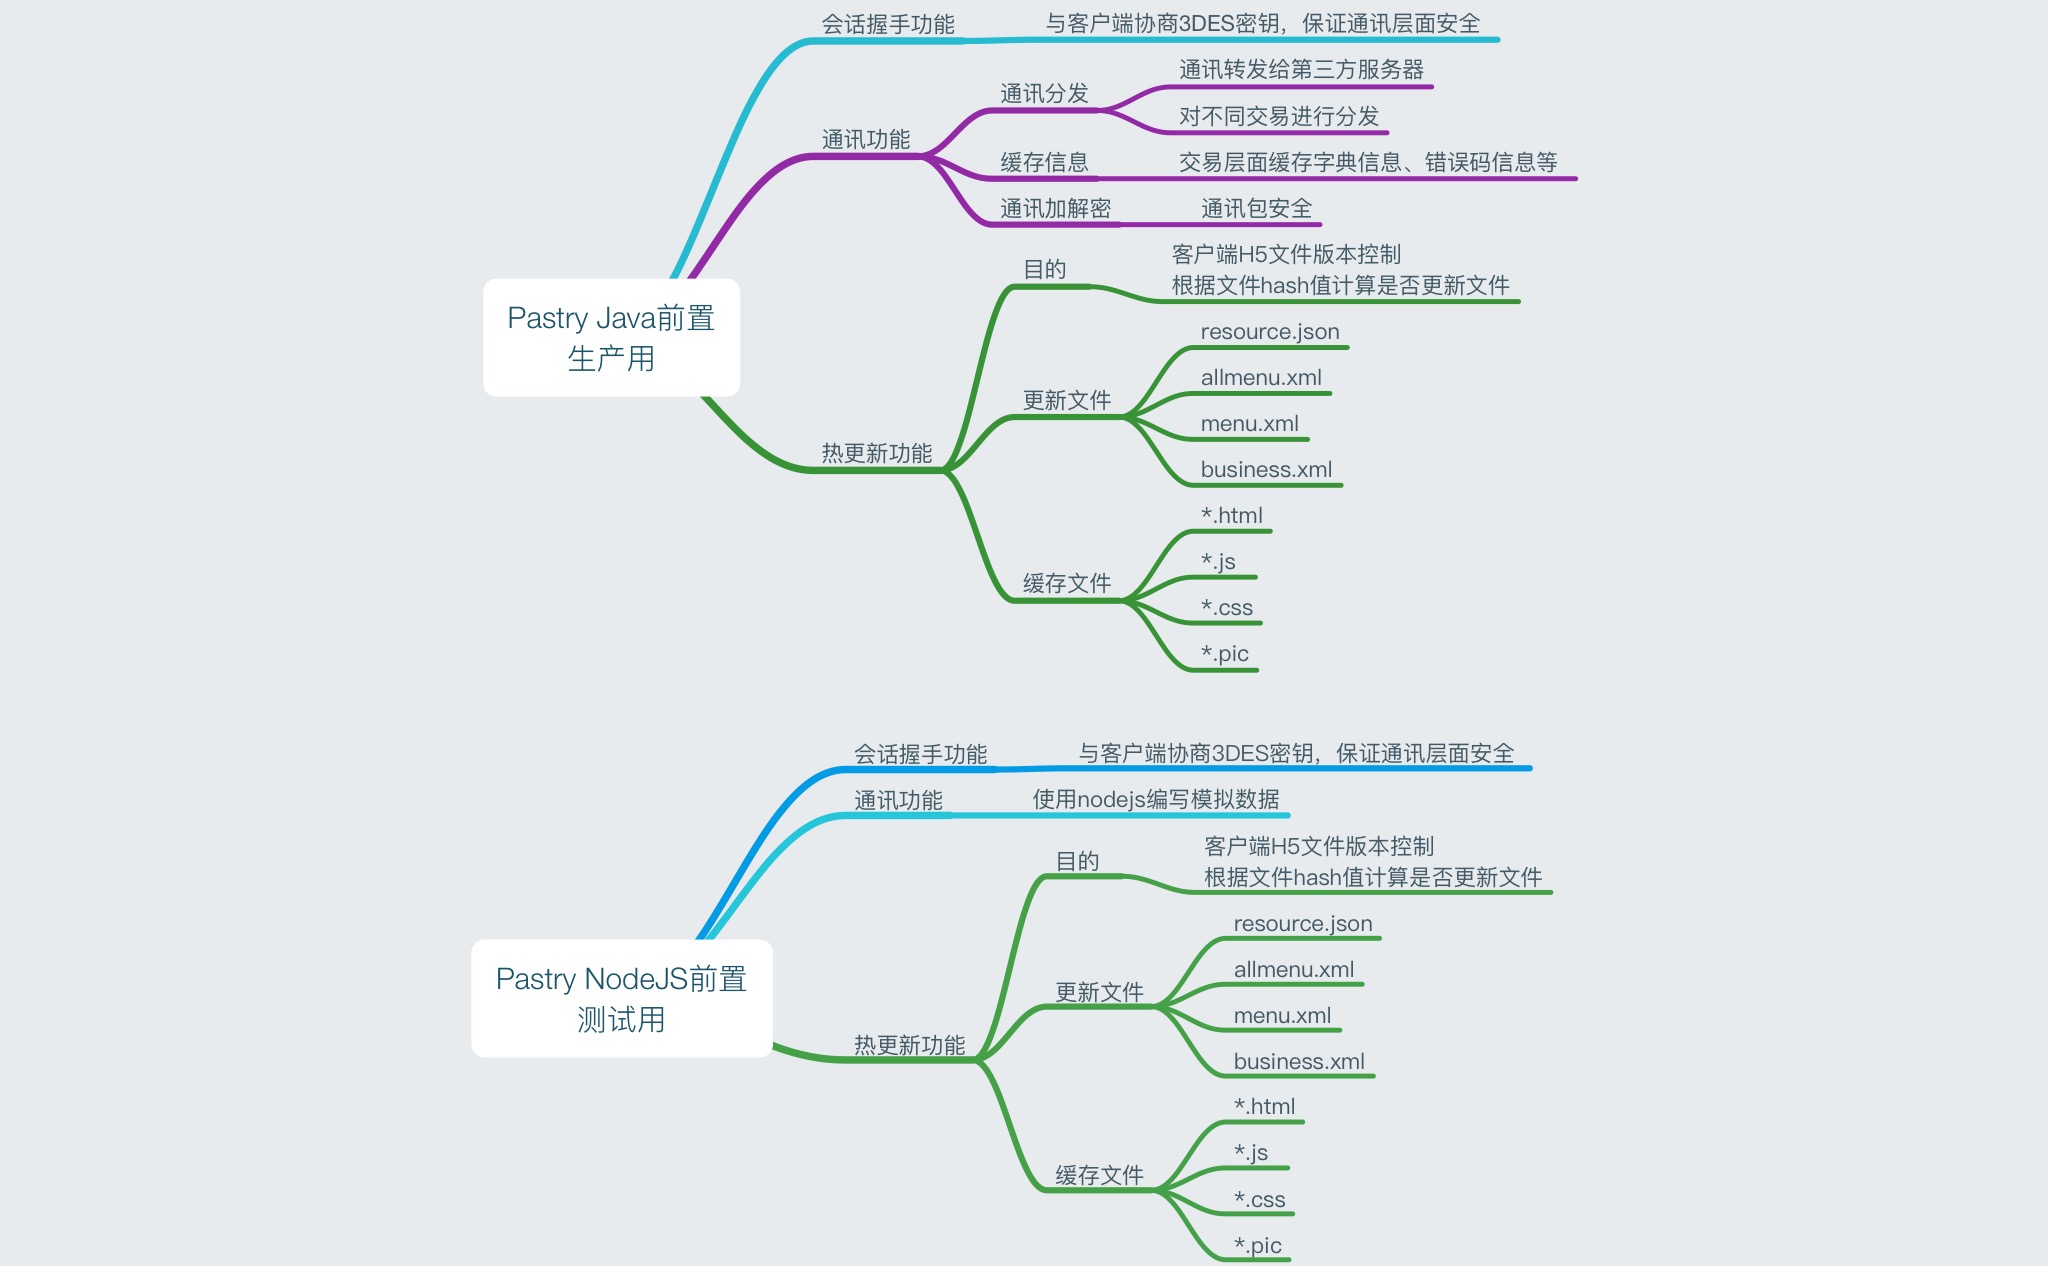 会话握手功能
与客户端协商3DES密钥，保证通讯层面安全
通讯功能
通讯分发
通讯转发给第三方服务器
对不同交易进行分发
缓存信息
交易层面缓存字典信息、错误码信息等
通讯加解密
通讯包安全
Pastry Java前置
生产用
热更新功能
目的
客户端H5文件版本控制
根据文件hash值计算是否更新文件
更新文件
resource.json
allmenu.xml
menu.xml
business.xml
缓存文件
*.html
*.js
*.css
*.pic
会话握手功能
与客户端协商3DES密钥，保证通讯层面安全
通讯功能
使用nodejs编写模拟数据
Pastry NodeJS前置
测试用
热更新功能
目的
客户端H5文件版本控制
根据文件hash值计算是否更新文件
更新文件
resource.json
allmenu.xml
menu.xml
business.xml
缓存文件
*.html
*.js
*.css
*.pic